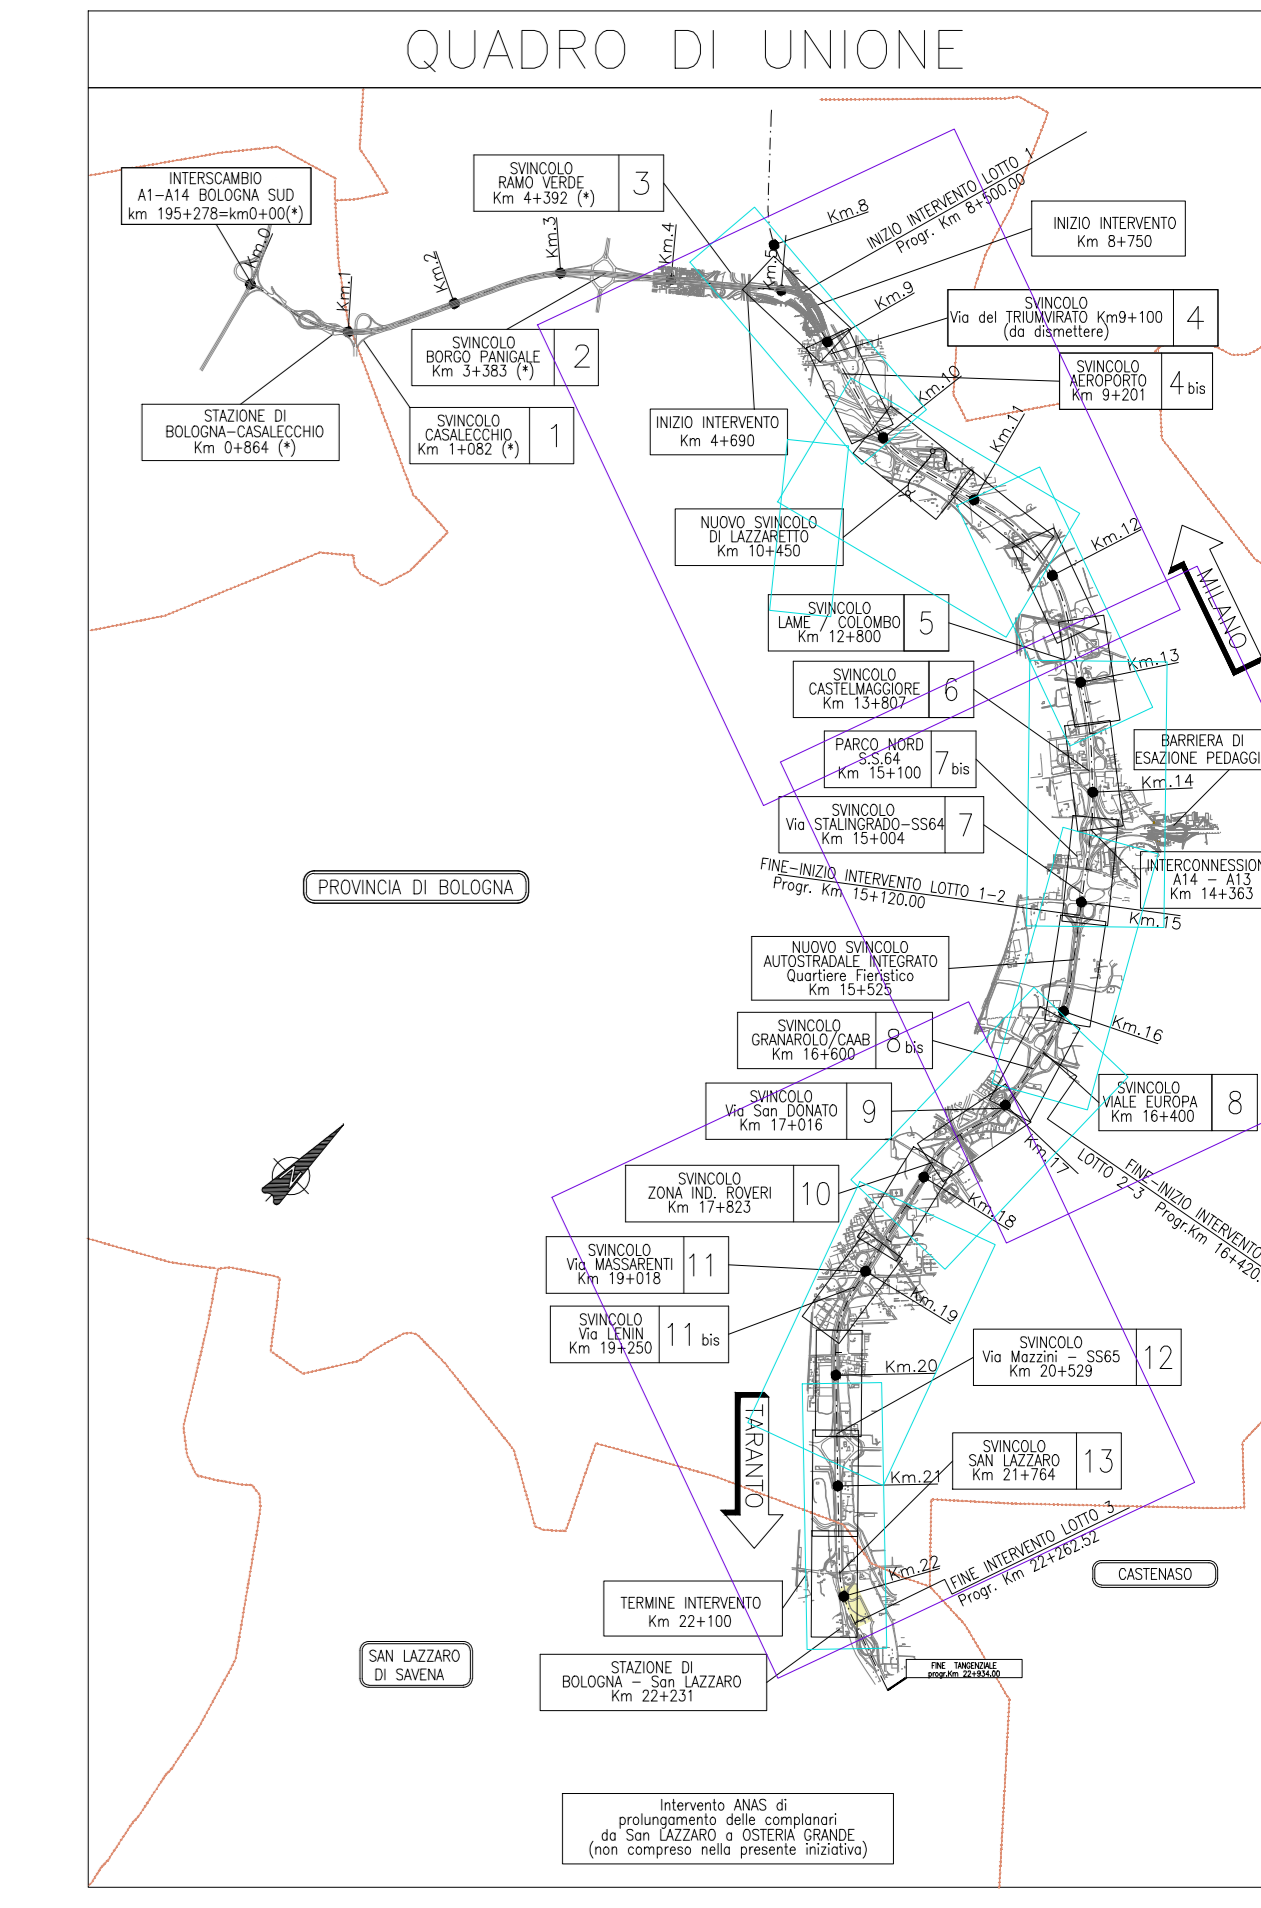 QUADRO DI UNIONE
INTERSCAMBIO
A1-A14 BOLOGNA SUD
km 195+278=km0+00(*)
SVINCOLO
RAMO VERDE
Km 4+392 (*)
3
Km.0
Km.1
Km.2
Km.3
Km.4
Km.5
Km.8
INIZIO INTERVENTO LOTTO 1
Progr. Km 8+500.00
INIZIO INTERVENTO
Km 8+750
Km.9
SVINCOLO
Via del TRIUMVIRATO Km9+100
(da dismettere)
4
SVINCOLO
BORGO PANIGALE
Km 3+383 (*)
2
SVINCOLO
AEROPORTO
Km 9+201
4 bis
Km.10
STAZIONE DI
BOLOGNA-CASALECCHIO
Km 0+864 (*)
SVINCOLO
CASALECCHIO
Km 1+082 (*)
1
INIZIO INTERVENTO
Km 4+690
Km.11
NUOVO SVINCOLO
DI LAZZARETTO
Km 10+450
Km.12
MILANO
SVINCOLO
LAME / COLOMBO
Km 12+800
5
Km.13
SVINCOLO
CASTELMAGGIORE
Km 13+807
6
PARCO NORD
S.S.64
Km 15+100
7 bis
BARRIERA DI
ESAZIONE PEDAGGI
Km.14
SVINCOLO
Via STALINGRADO-SS64
Km 15+004
7
INTERCONNESSION
A14 - A13
Km 14+363
PROVINCIA DI BOLOGNA
FINE-INIZIO INTERVENTO LOTTO 1-2
Progr. Km 15+120.00
Km.15
NUOVO SVINCOLO
AUTOSTRADALE INTEGRATO
Quartiere Fieristico
Km 15+525
Km.16
SVINCOLO
GRANAROLO/CAAB
Km 16+600
8 bis
SVINCOLO
VIALE EUROPA
Km 16+400
8
SVINCOLO
Via San DONATO
Km 17+016
9
Km.17
FINE-INIZIO INTERVENTO
LOTTO 2-3
Progr.Km 16+420.
SVINCOLO
ZONA IND. ROVERI
Km 17+823
10
Km.18
N
SVINCOLO
Via MASSARENTI
Km 19+018
11
Km.19
SVINCOLO
Via LENIN
Km 19+250
11 bis
SVINCOLO
Via Mazzini - SS65
Km 20+529
12
Km.20
TARANTO
SVINCOLO
SAN LAZZARO
Km 21+764
13
Km.21
FINE INTERVENTO LOTTO 3
Progr. Km 22+262.52
Km.22
CASTENASO
TERMINE INTERVENTO
Km 22+100
SAN LAZZARO
DI SAVENA
STAZIONE DI
BOLOGNA - San LAZZARO
Km 22+231
FINE TANGENZIALE
progr.Km 22+934.00
Intervento ANAS di
prolungamento delle complanari
da San LAZZARO a OSTERIA GRANDE
(non compreso nella presente iniziativa)